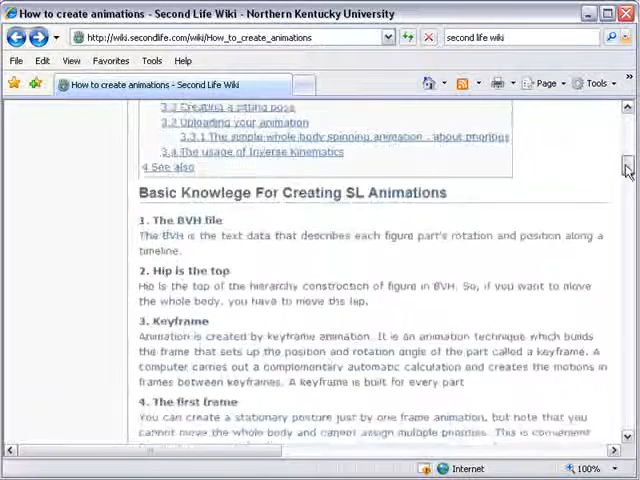 How to create animations - Second Life Wiki - Northern Kentucky University
http://wiki.secondlife.com/wiki/How_to_create_animations
second life wiki
File Edit View Favorites Tools Help
How to create animations - Second Life Wiki
Page Tools
3.2 Creating a sitting pose
3.3 Uploading your animation
3.3.1 The simple whole body spinning animation - about priorities
3.4 The usage of Inverse Kinematics
4 See also
Basic Knowlege For Creating SL Animations
1. The BVH file
The BVH is the text data that describes each figure part's rotation and position along a
timeline.
2. Hip is the top
Hip is the top of the hierarchy construction of figure in BVH. So, if you want to move
the whole body, you have to move the hip.
3. Keyframe
Animation is created by keyframe animation. It is an animation technique which builds
the frame that sets up the position and rotation angle of the part called a keyframe. A
computer carries out a complementary automatic calculation and creates the motions in
frames between keyframes. A keyframe is built for every part
4. The first frame
You can create a stationary posture just by one frame animation, but note that you
cannot move the whole body and cannot assign multiple priorities. This is convenient
Internet
100%